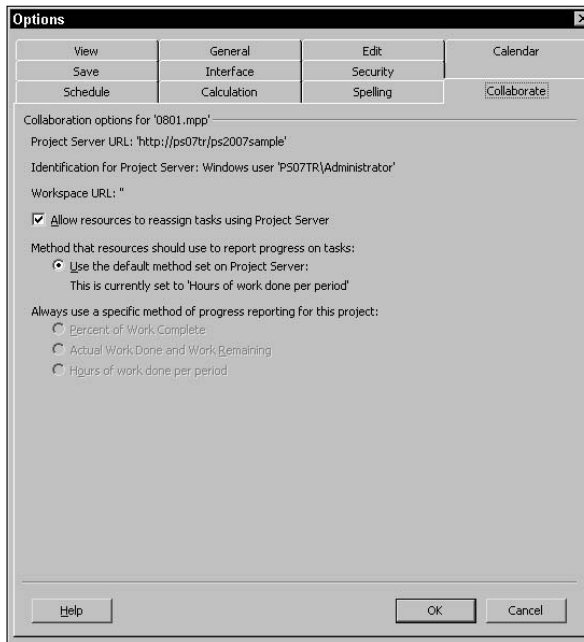 Options
View
General
Edit
Calendar
Save
Interface
Security
Schedule
Calculation
Spelling
Collaborate
Collaboration options for '0801.mpp'
Project Server URL: 'http://ps07tr/ps2007sample'
Identification for Project Server: Windows user 'PS07TR\Administrator'
Workspace URL: ''
Allow resources to reassign tasks using Project Server
Method that resources should use to report progress on tasks:
Use the default method set on Project Server:
This is currently set to 'Hours of work done per period'
Always use a specific method of progress reporting for this project:
Percent of Work Complete
Actual Work Done and Work Remaining
Hours of work done per period
Help
OK
Cancel